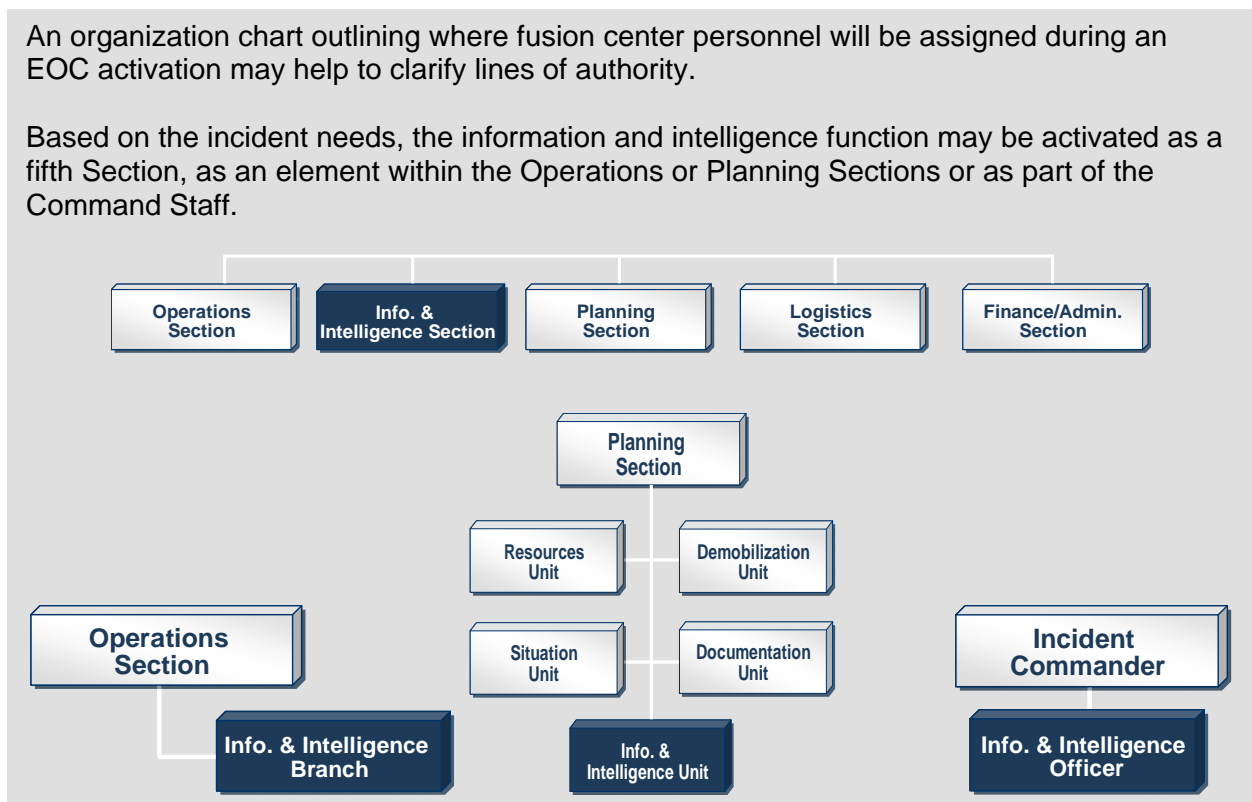 An organization chart outlining where fusion center personnel will be assigned during an
EOC activation may help to clarify lines of authority.
Based on the incident needs, the information and intelligence function may be activated as a
fifth Section, as an element within the Operations or Planning Sections or as part of the
Command Staff.
Operations
Section
Info. &
Intelligence Section
Planning
Section
Logistics
Section
Finance/Admin.
Section
Planning
Section
Resources
Unit
Demobilization
Unit
Situation
Unit
Documentation
Unit
Info. &
Intelligence Unit
Operations
Section
Info. & Intelligence
Branch
Incident
Commander
Info. & Intelligence
Officer